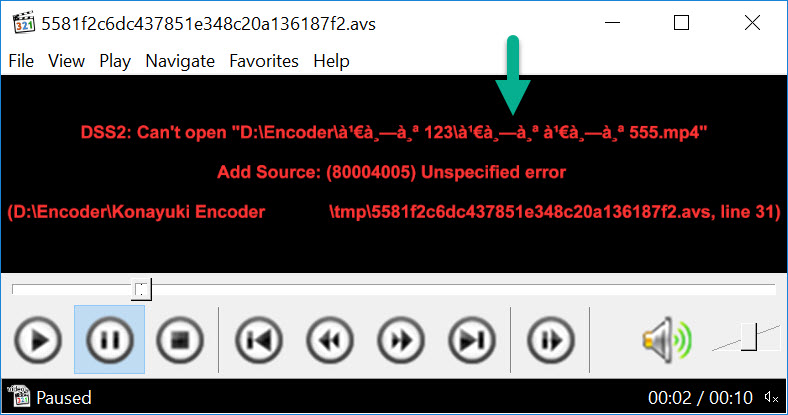 5581f2c6dc437851e348c20a136187f2.avs
File View Play Navigate Favorites Help
DSS2: Can't open "D:\Encoder\à¹€à¸—à¸ª 123\à¹€à¸—à¸ª à¹€à¸—à¸ª 555.mp4"
Add Source: (80004005) Unspecified error
(D:\Encoder\Konayuki Encoder \tmp\5581f2c6dc437851e348c20a136187f2.avs, line 31)
Paused
00:02 / 00:10